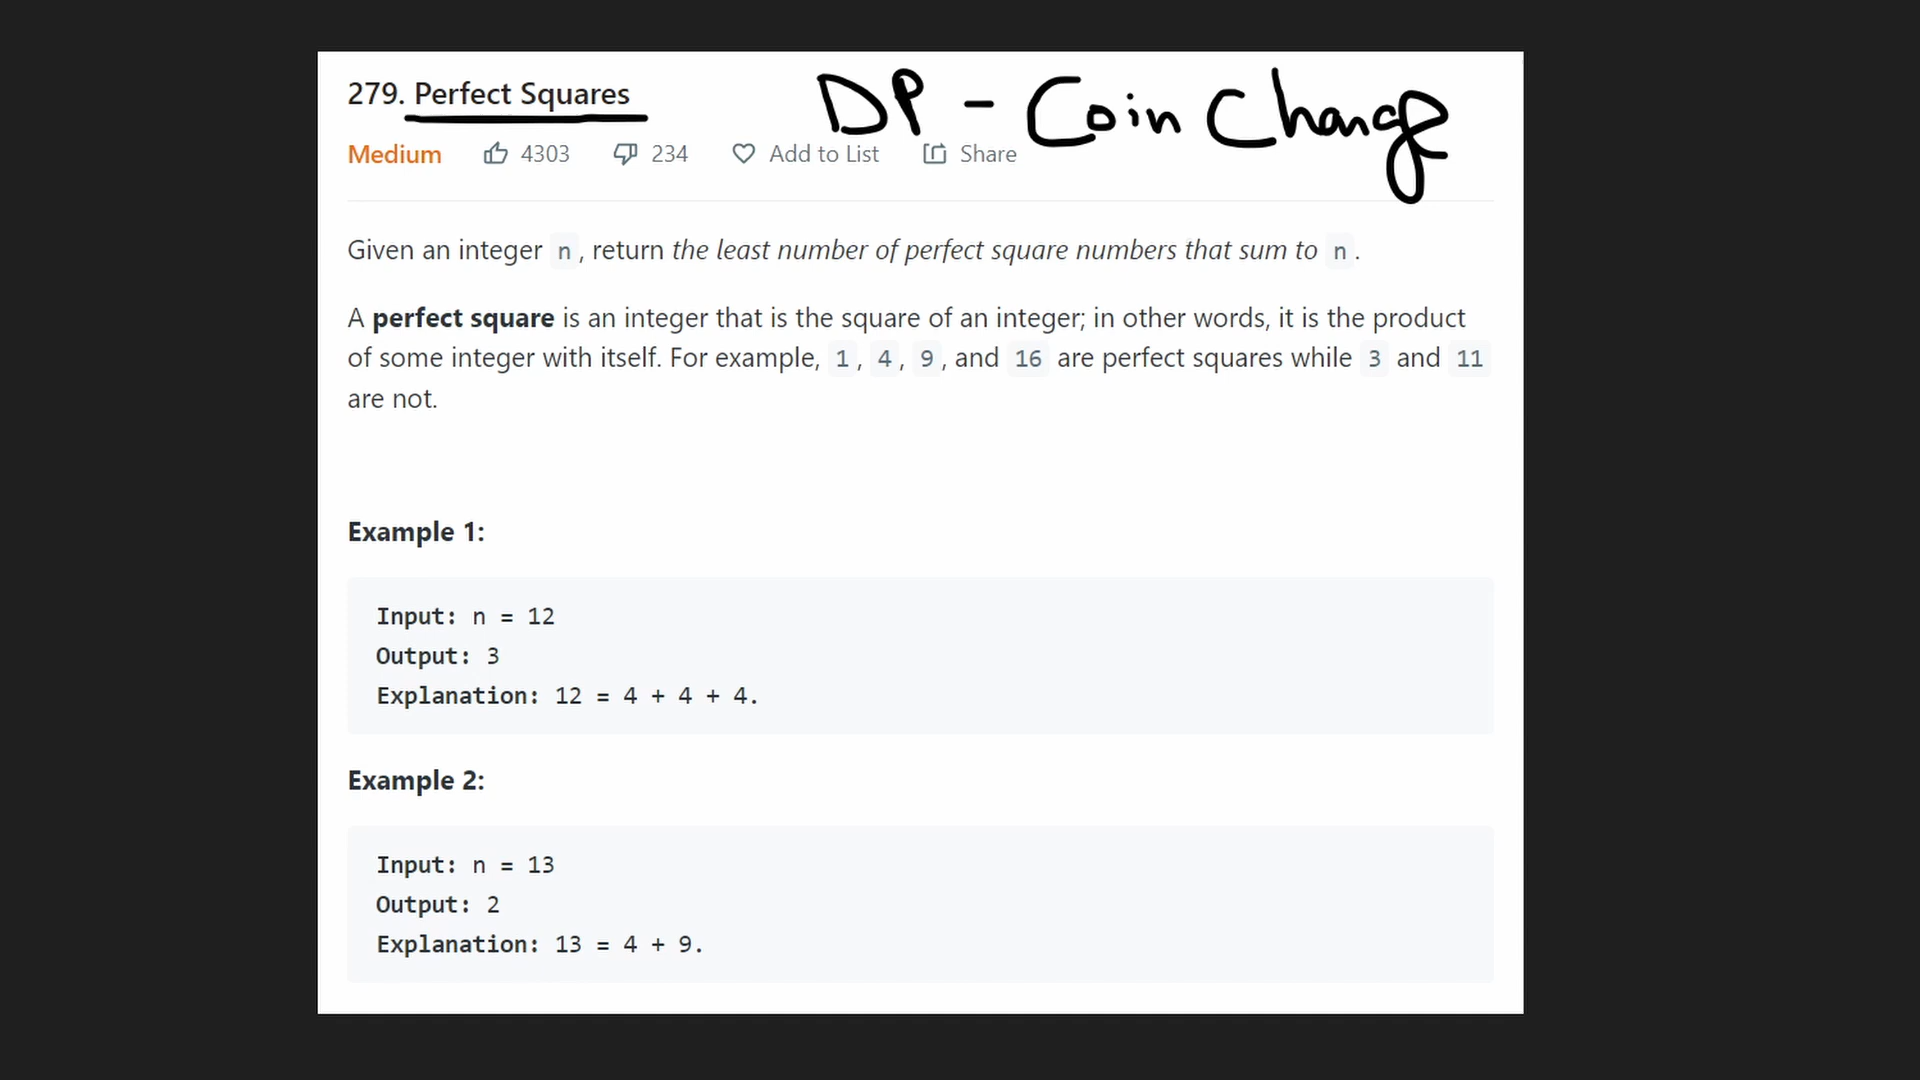 279. Perfect Squares
DP - Coin Change
Medium 4303 234 Add to List Share
Given an integer n, return the least number of perfect square numbers that sum to n.
A perfect square is an integer that is the square of an integer; in other words, it is the product
of some integer with itself. For example, 1, 4, 9, and 16 are perfect squares while 3 and 11
are not.
Example 1:
Input: n = 12
Output: 3
Explanation: 12 = 4 + 4 + 4.
Example 2:
Input: n = 13
Output: 2
Explanation: 13 = 4 + 9.